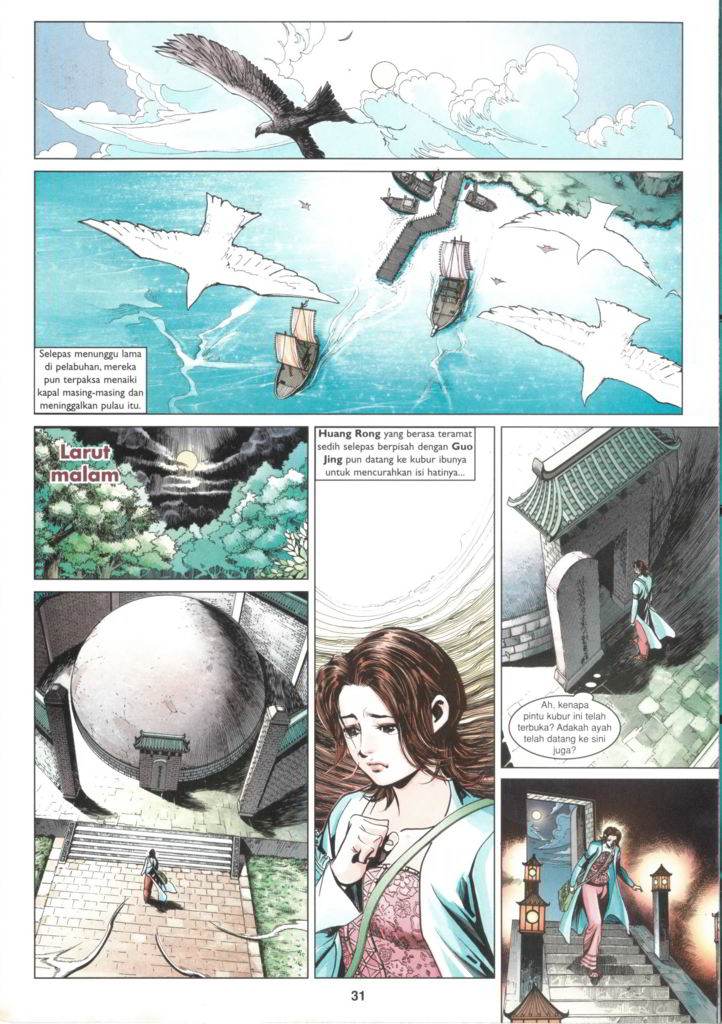 Selepas menunggu lama
di pelabuhan, mereka
pun terpaksa menaiki
kapal masing-masing dan
meninggalkan pulau itu.
Larut
malam
Huang Rong yang berasa teramat
sedih selepas berpisah dengan Guo
Jing pun datang ke kubur ibunya
untuk mencurahkan isi hatinya...
Ah, kenapa
pintu kubur ini telah
terbuka? Adakah ayah
telah datang ke sini
juga?
31